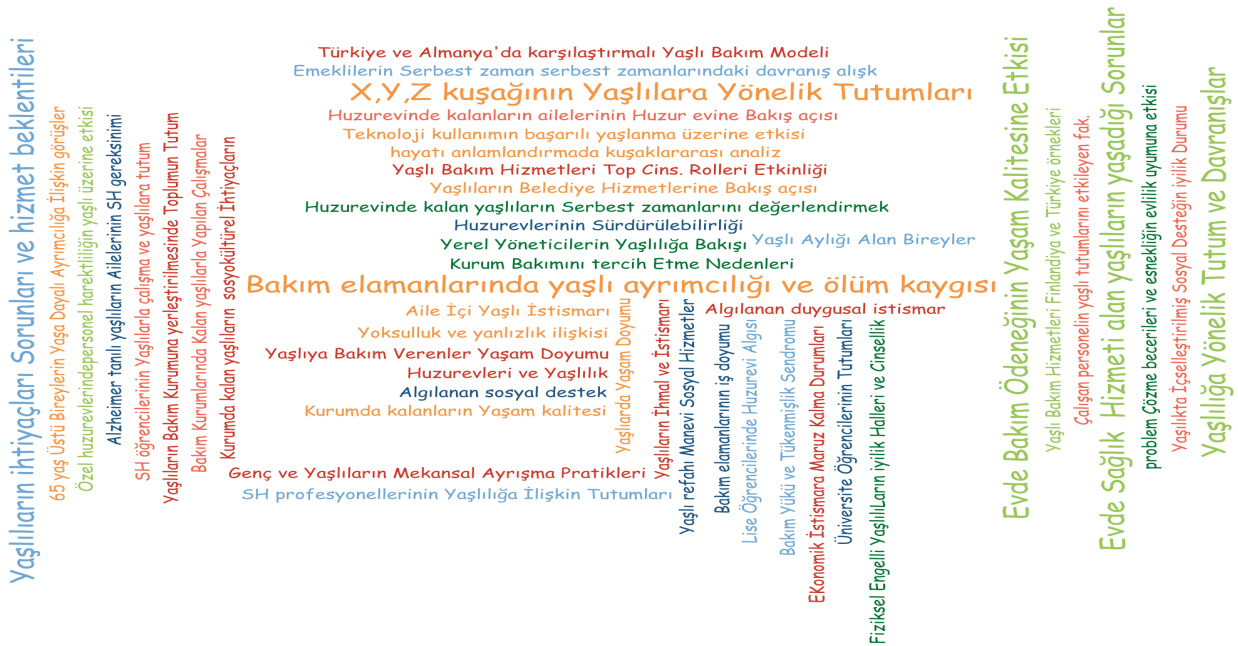 Yaşlılıarın ihtiyaçları Sorunları ve hizmet beklentileri
65 yaş Üstü Bireylerin Yaşa Dayalı Ayrımcılığa İlişkin görüşler
Özel huzurevlerindepersonel harektliliğin yaşlı üzerine etkisi
Alzheimer tanılı yaşlıların Ailelerinin SH gereksinimi
SH öğrencilerinin Yaşlılarla çalışma ve yaşlılara tutum
Yaşlıların Bakım Kurumuna yerleştirilmesinde Toplumun Tutum
Bakım Kurumlarında Kalan yaşlılarla Yapılan Çalışmalar
Kurumda kalan yaşlıların sosyokültürel İhtiyaçların
Türkiye ve Almanya'da karşılaştırmalı Yaşlı Bakım Modeli
Emeklilerin Serbest zaman serbest zamanlarındaki davranış alışk
X,Y,Z kuşağının Yaşlılara Yönelik Tutumları
Huzurevinde kalanların ailelerinin Huzur evine Bakış açısı
Teknoloji kullanımın başarılı yaşlanma üzerine etkisi
hayatı anlamlandırmada kuşaklararası analiz
Yaşlı Bakım Hizmetleri Top Cins. Rolleri Etkinliği
Yaşlıların Belediye Hizmetlerine Bakış açısı
Huzurevinde kalan yaşlıların Serbest zamanlarını değerlendirmek
Huzurevlerinin Sürdürülebilirliği
Yerel Yöneticilerin Yaşlılığa Bakışı
Yaşlı Aylığı Alan Bireyler
Kurum Bakımını tercih Etme Nedenleri
Bakım elamanlarında yaşlı ayrımcılığı ve ölüm kaygısı
Aile İçi Yaşlı İstismarı
Yoksulluk ve yanlızlık ilişkisi
Yaşlıya Bakım Verenler Yaşam Doyumu
Huzurevleri ve Yaşlılık
Algılanan sosyal destek
Kurumda kalanların Yaşam kalitesi
Genç ve Yaşlıların Mekansal Ayrışma Pratikleri
SH profesyonellerinin Yaşlılığa İlişkin Tutumları
Yaşlıarda Yaşam Doyumu
Yaşlıların İhmal ve İstismarı
Yaşlı refahı Manevi Sosyal Hizmetler
Algılanan duygusal istismar
Bakım elamanlarının iş doyumu
Lise Öğrencilerinde Huzurevi Algısı
Bakım Yükü ve Tükenmişlik Sendromu
EKonomik İstismara Maruz Kalma Durumları
Üniversite Öğrencilerinin Tutumları
Fiziksel Engelli YaşlılıLarın iyilik Halleri ve Cinsellik
Evde Bakım Ödeneğinin Yaşam Kalitesine Etkisi
Yaşlı Bakım Hizmetleri Finlandiya ve Türkiye örnekleri
Çalışan personelin yaşlı tutumlarını etkileyen fak.
Evde Sağlık Hizmeti alan yaşlıların yaşadığı Sorunlar
problem Çözme becerileri ve esnekliğin evlilik uyumuna etkisi
Yaşlılıkta İçselleştirilmiş Sosyal Desteğin iyilik Durumu
Yaşlılığa Yönelik Tutum ve Davranışlar